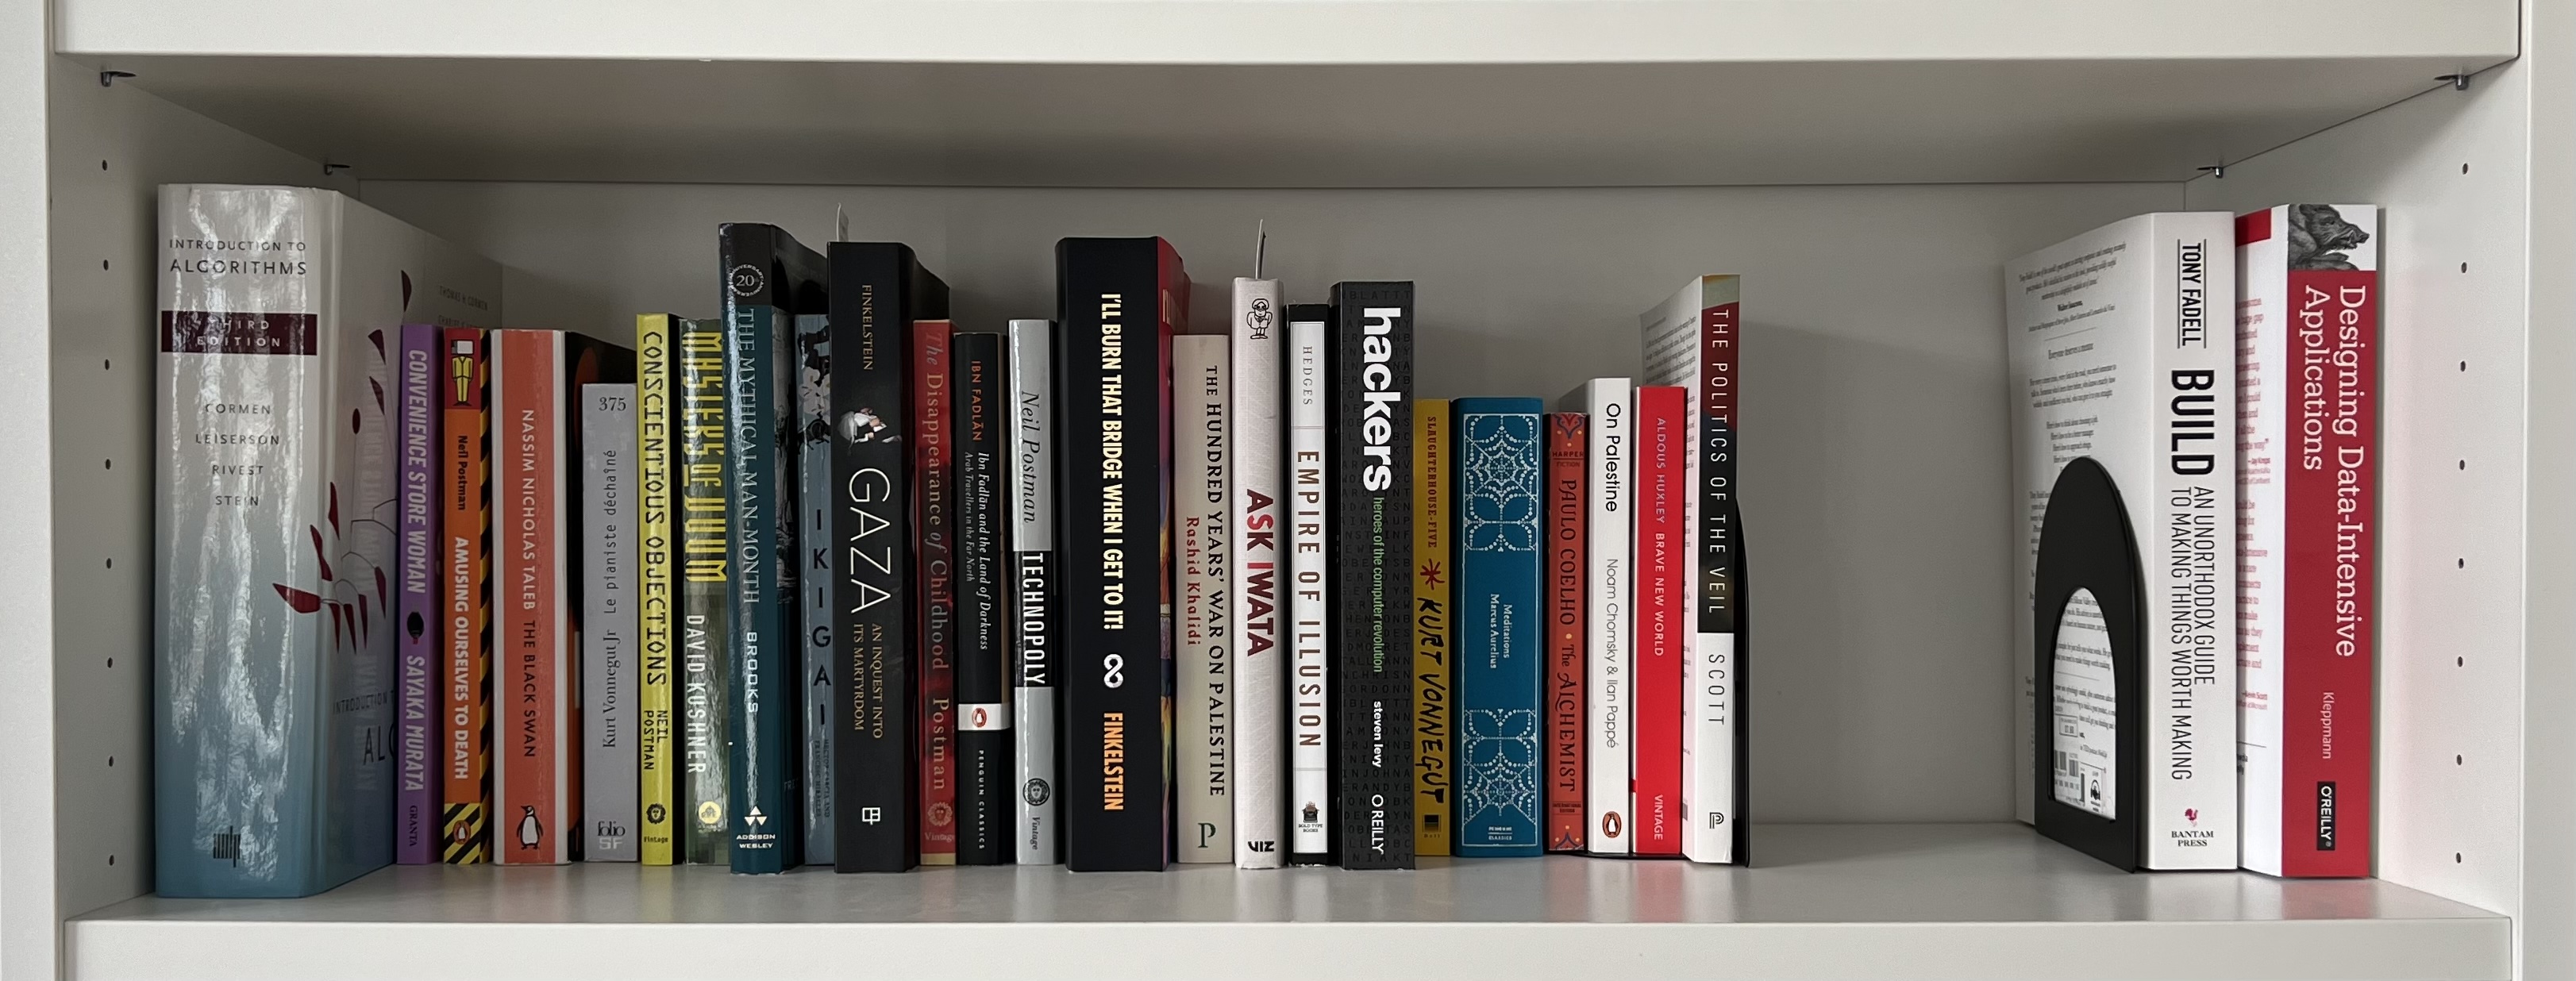 INTRODUCTION TO
ALGORITHMS
THIRD
EDITION
CORMEN
LEISERSON
RIVEST
STEIN
CONVENIENCE STORE WOMAN
SAYAKA MURATA
GRANTA
Neil Postman
AMUSING OURSELVES TO DEATH
NASSIM NICHOLAS TALEB THE BLACK SWAN
375
Kurt Vonnegut Le pianiste déchaîné
folio
SF
CONSCIENTIOUS OBJECTIONS
NEIL
POSTMAN
Vintage
MASTERS OF DOOM
DAVID KUSHNER
20
THE MYTHICAL MAN-MONTH
BROOKS
ADDISON
WESLEY
IKIGAI
FINKELSTEIN
GAZA
AN INQUEST INTO
ITS MARTYRDOM
The Disappearance of Childhood Postman
Vintage
IBN FADLĀN
Ibn Fadlān and the Land of Darkness
Arab Travellers in the Far North
PENGUIN CLASSICS
Neil Postman
TECHNOPOLY
Vintage
I'LL BURN THAT BRIDGE WHEN I GET TO IT!
FINKELSTEIN
THE HUNDRED YEARS' WAR ON PALESTINE
Rashid Khalidi
P
ASK IWATA
VIZ
HEDGES
EMPIRE OF ILLUSION
BOLD TYPE
BOOKS
hackers
heroes of the computer revolution
steven levy
O'REILLY
SLAUGHTERHOUSE-FIVE
KURT VONNEGUT
Meditations
Marcus Aurelius
CLASSICS
HARPER
FICTION
PAULO COELHO • The ALCHEMIST
On Palestine
Noam Chomsky & Ilan Pappé
ALDOUS HUXLEY BRAVE NEW WORLD
VINTAGE
THE POLITICS OF THE VEIL
SCOTT
P
TONY FADELL
BUILD
AN UNORTHODOX GUIDE
TO MAKING THINGS WORTH MAKING
BANTAM
PRESS
Designing Data-Intensive
Applications
Kleppmann
O'REILLY